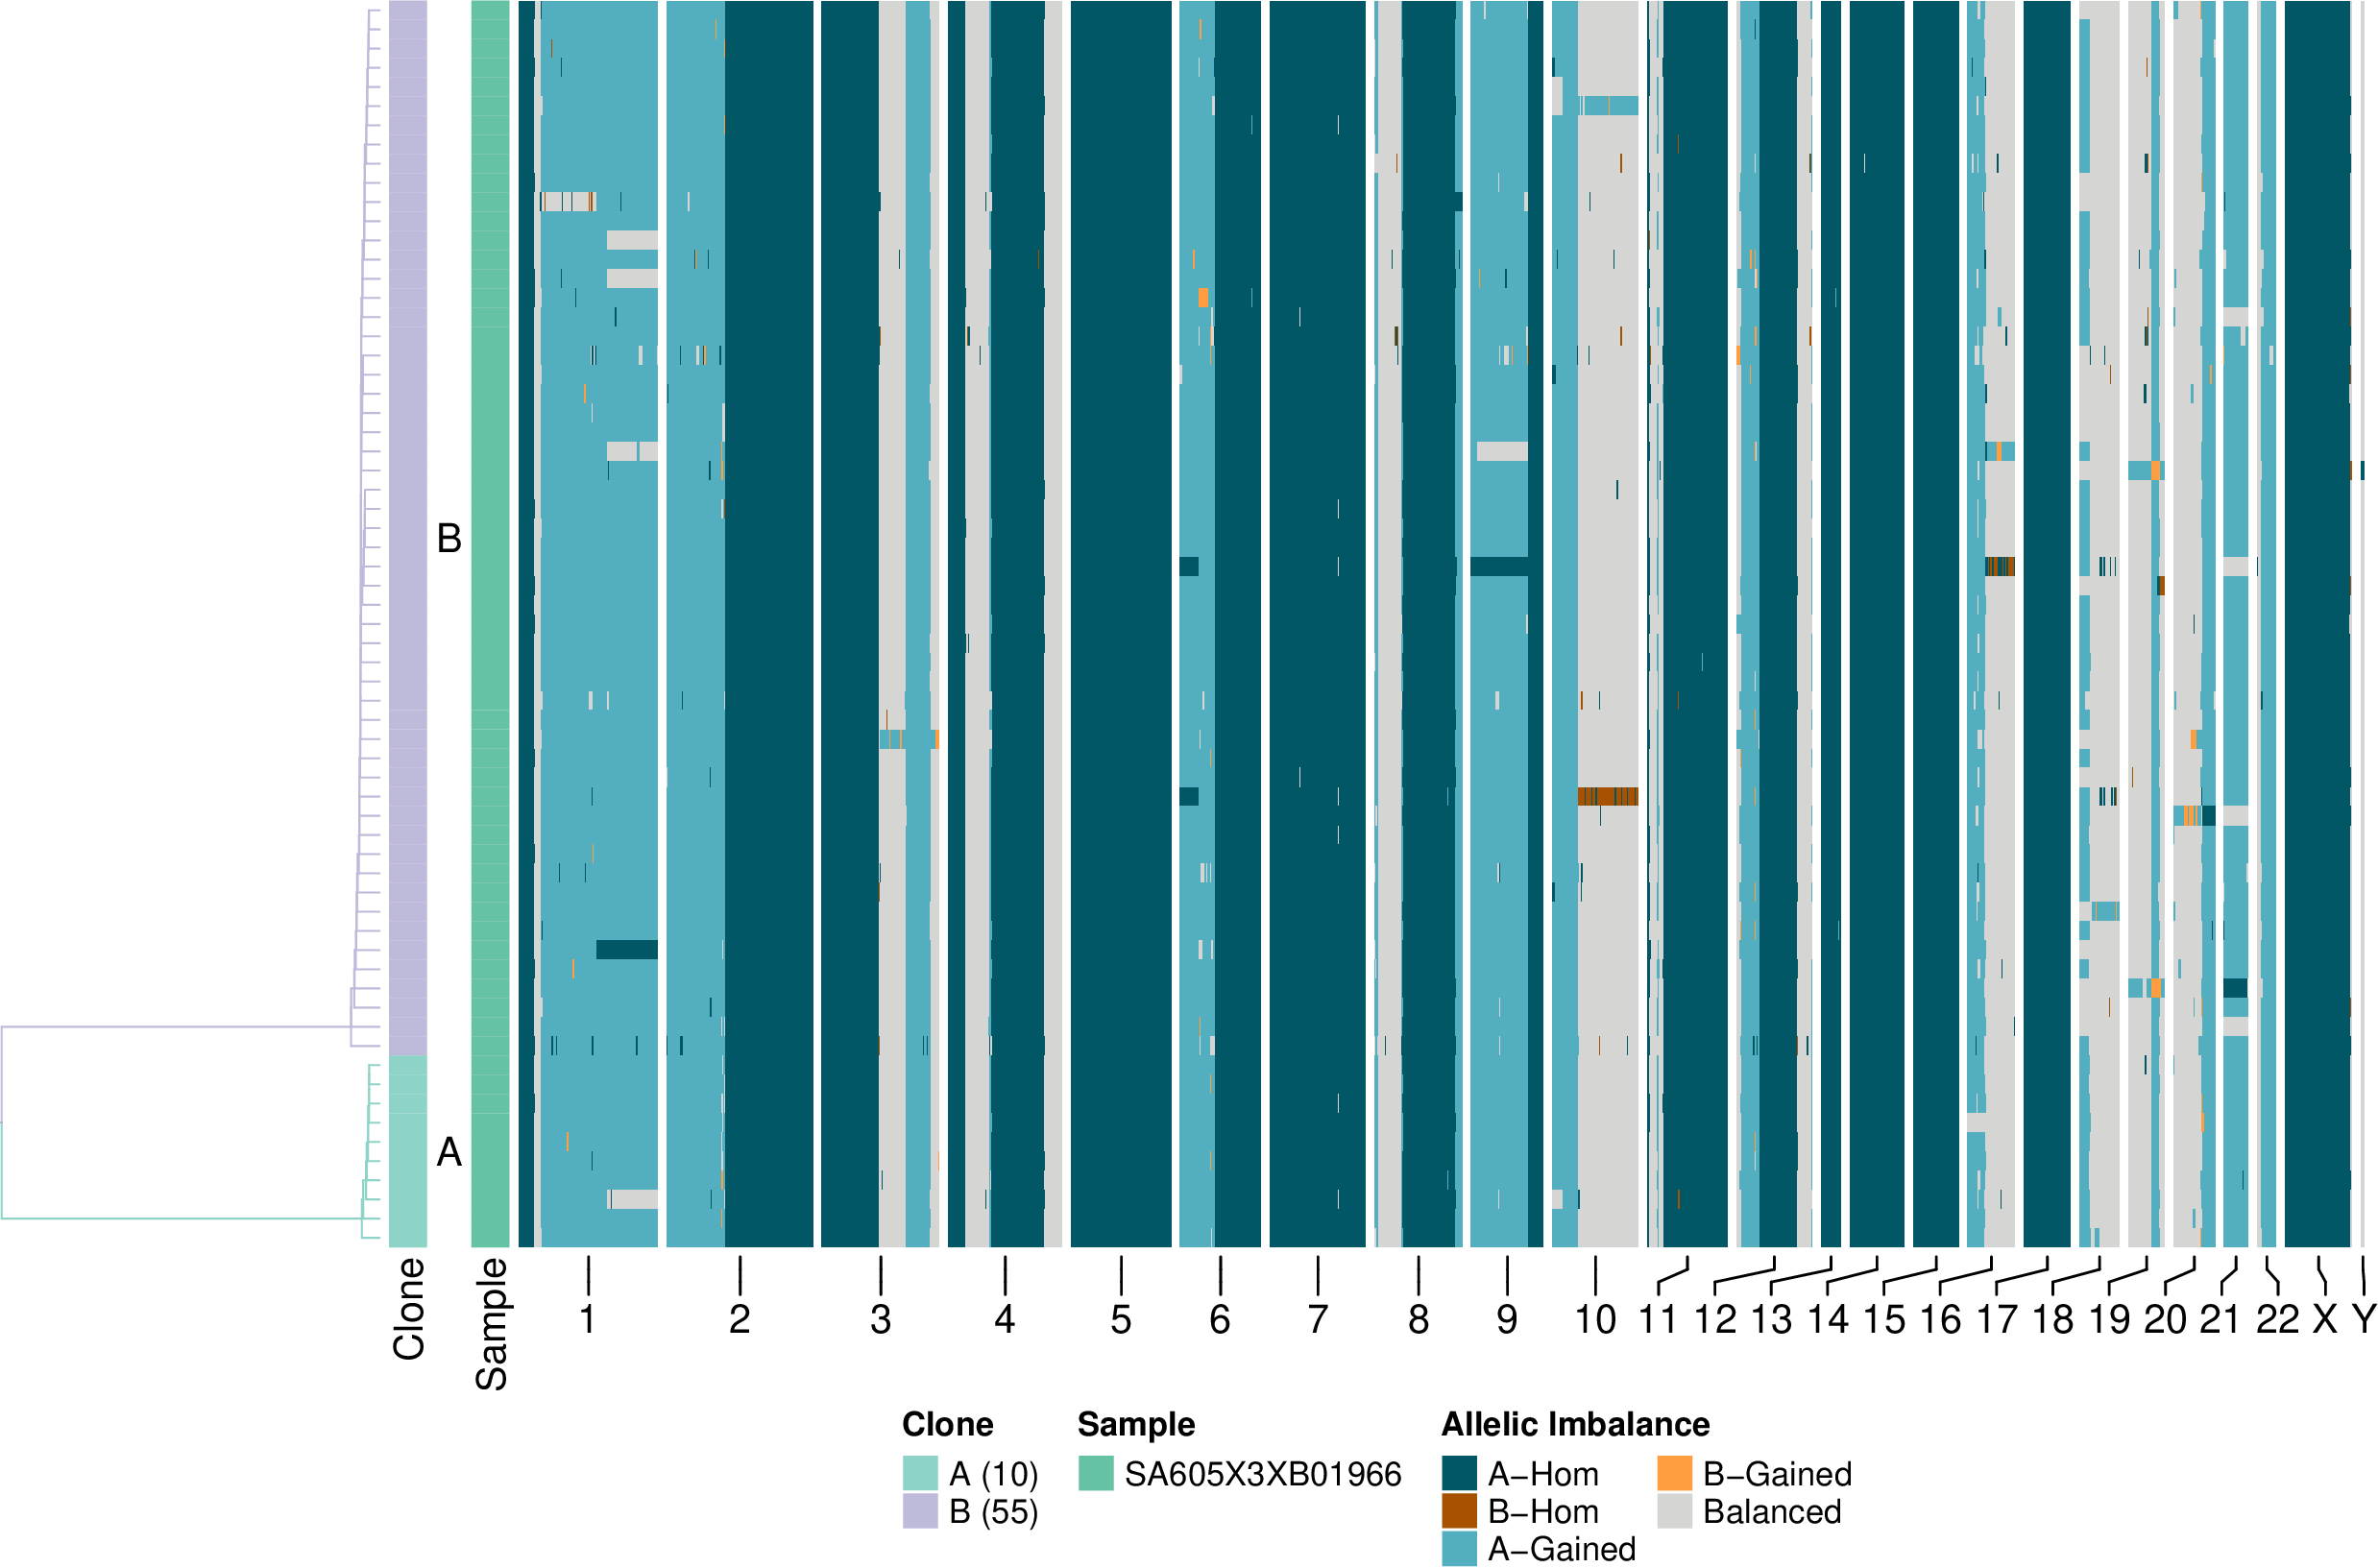 B
A
Clone
Sample
1 2 3 4 5 6 7 8 9 10 11 12 13 14 15 16 17 18 19 20 21 22 X Y
Clone Sample Allelic Imbalance
A (10) SA605X3XB01966 A−Hom B−Gained
B (55) B−Hom Balanced
A−Gained